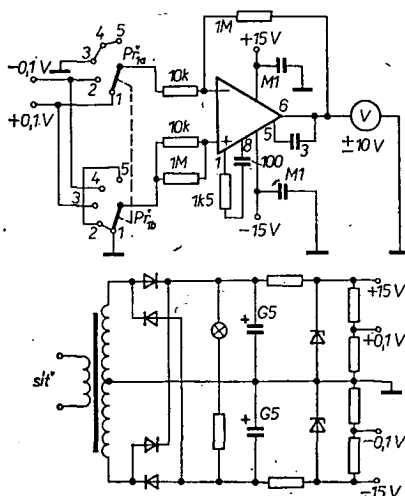 1M
+15V
M1
5
4
3
Př1a
−0,1V
2
1
+0,1V
10k
10k
1M
−
+
6
5
8
1
3
100
1k5
M1
−15V
V
±10V
5
4
3
2
1
Př1b
síť
+
G5
+
G5
+15V
+0,1V
−0,1V
−15V